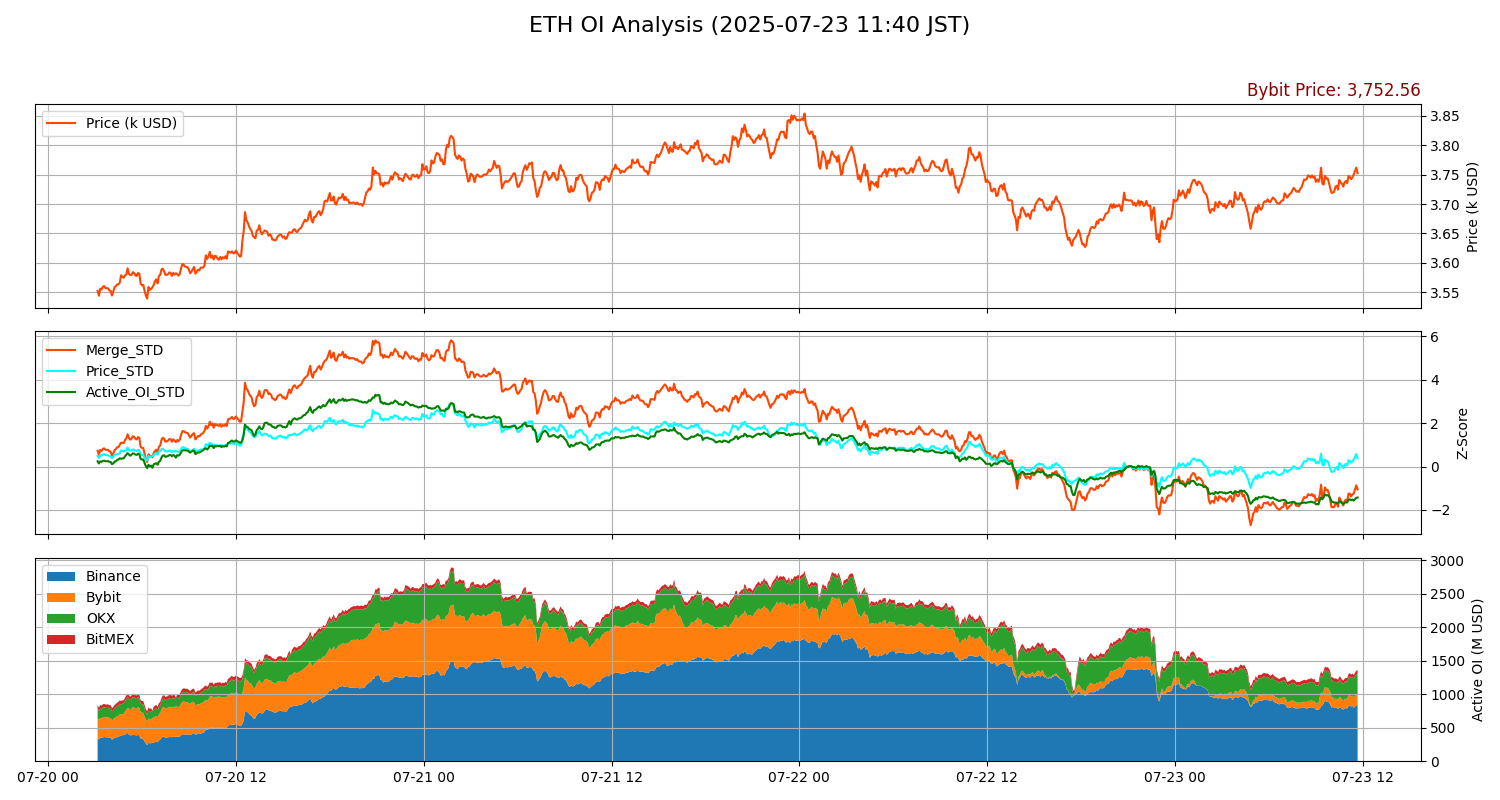 ETH OI Analysis (2025-07-23 11:40 JST)
Bybit Price: 3,752.56
Price (k USD)
3.85
3.80
3.75
3.70
3.65
3.60
3.55
Price (k USD)
Merge_STD
Price_STD
Active_OI_STD
6
4
2
0
−2
Z-Score
Binance
Bybit
OKX
BitMEX
3000
2500
2000
1500
1000
500
0
Active OI (M USD)
07-20 00
07-20 12
07-21 00
07-21 12
07-22 00
07-22 12
07-23 00
07-23 12